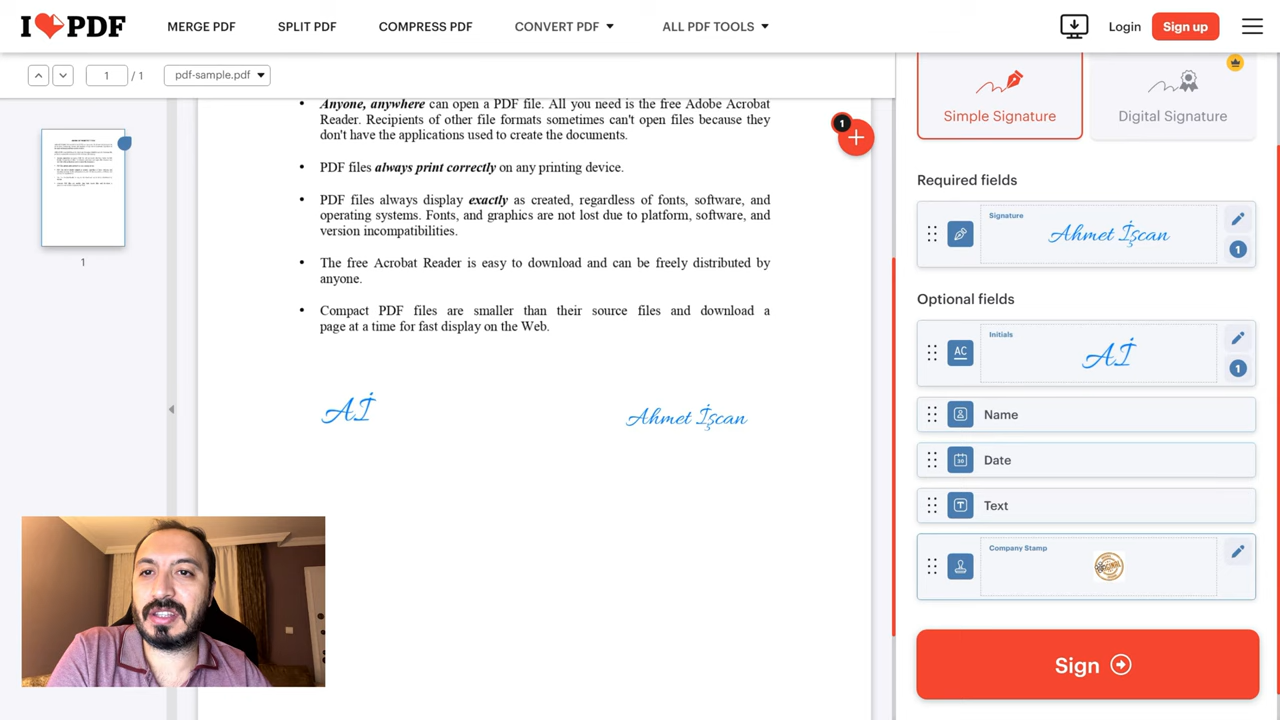 I PDF
MERGE PDF
SPLIT PDF
COMPRESS PDF
CONVERT PDF
ALL PDF TOOLS
Login
Sign up
1 / 1
pdf-sample.pdf
1
• Anyone, anywhere can open a PDF file. All you need is the free Adobe Acrobat
Reader. Recipients of other file formats sometimes can't open files because they
don't have the applications used to create the documents.
• PDF files always print correctly on any printing device.
• PDF files always display exactly as created, regardless of fonts, software, and
operating systems. Fonts, and graphics are not lost due to platform, software, and
version incompatibilities.
• The free Acrobat Reader is easy to download and can be freely distributed by
anyone.
• Compact PDF files are smaller than their source files and download a
page at a time for fast display on the Web.
Aİ
Ahmet İşcan
1
Simple Signature
Digital Signature
Required fields
Signature
Ahmet İşcan
1
Optional fields
AC
Initials
Aİ
1
Name
30
Date
T
Text
Company Stamp
ORIGINAL
Sign